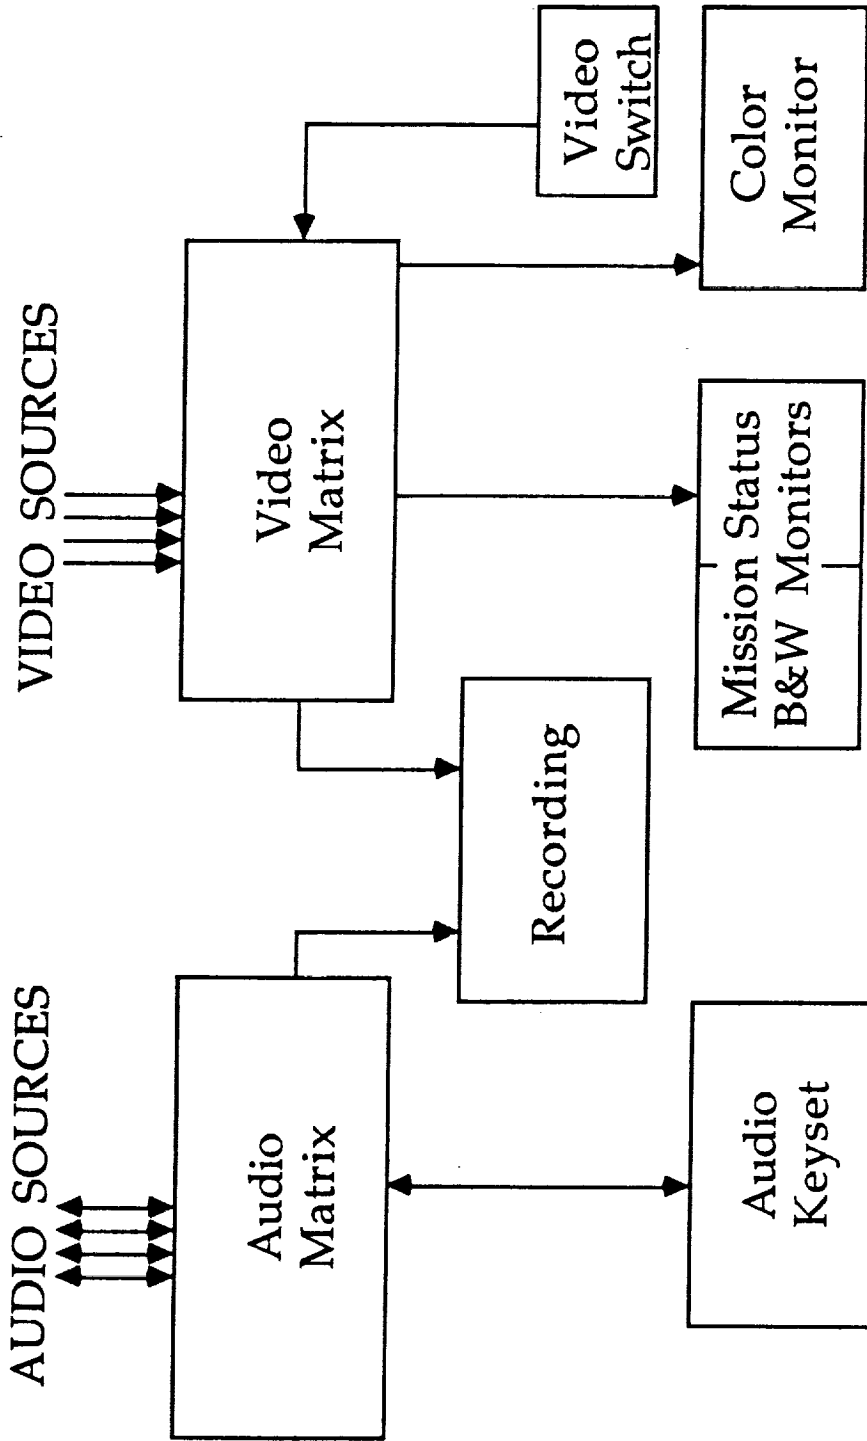 AUDIO SOURCES
VIDEO SOURCES
Audio
Matrix
Video
Matrix
Recording
Video
Switch
Audio
Keyset
Mission Status
B&W Monitors
Color
Monitor